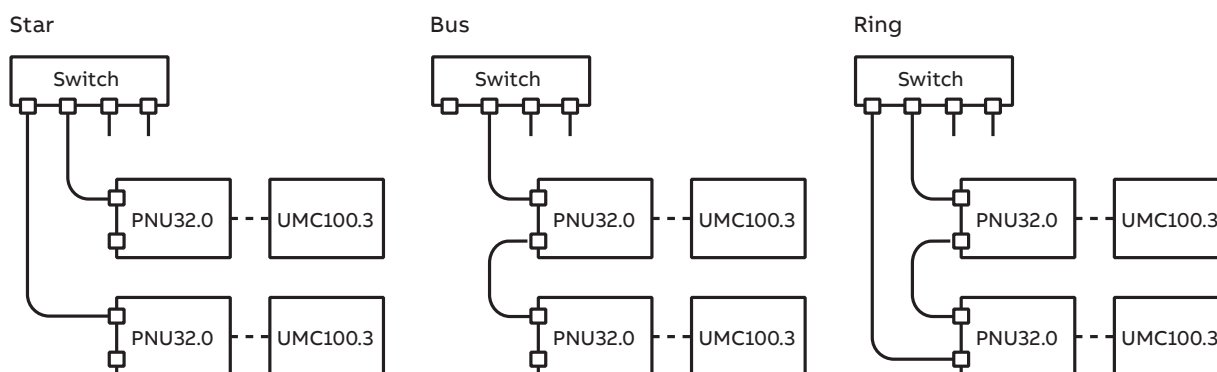 Star
Bus
Ring
Switch
Switch
Switch
PNU32.0
UMC100.3
PNU32.0
UMC100.3
PNU32.0
UMC100.3
PNU32.0
UMC100.3
PNU32.0
UMC100.3
PNU32.0
UMC100.3